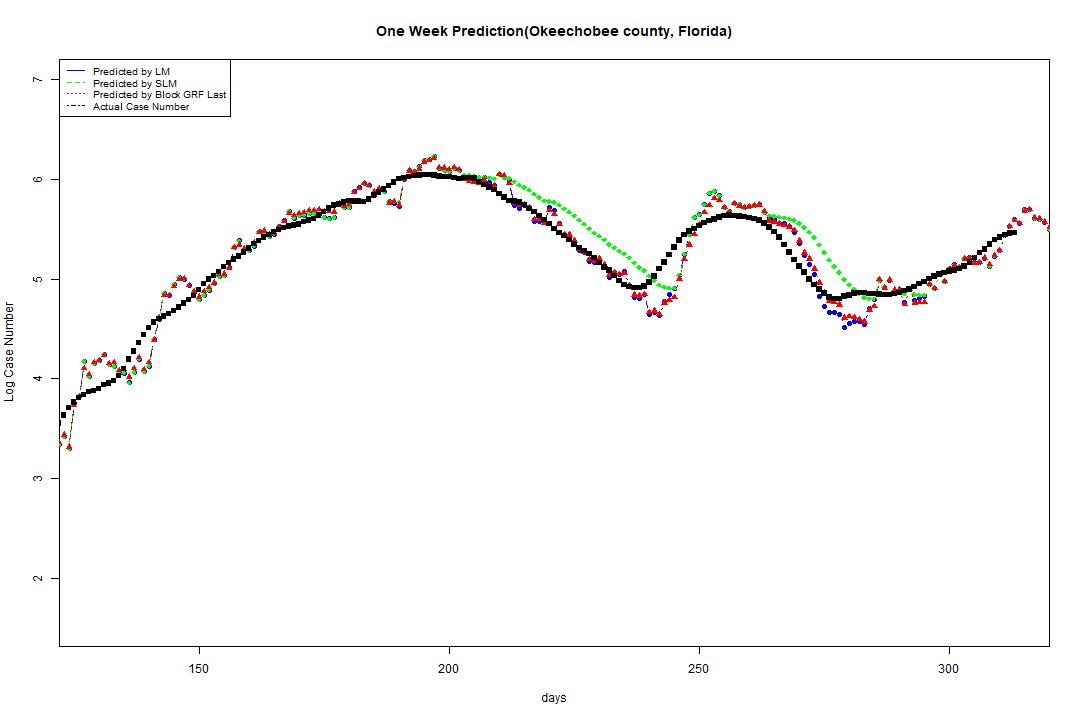 One Week Prediction(Okeechobee county, Florida)
Predicted by LM
Predicted by SLM
Predicted by Block GRF Last
Actual Case Number
7
6
5
4
3
2
Log Case Number
150 200 250 300
days